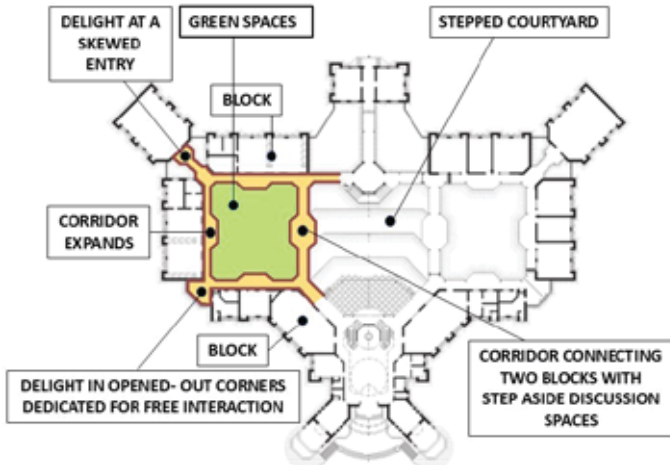 DELIGHT AT A
SKEWED
ENTRY
GREEN SPACES
STEPPED COURTYARD
BLOCK
CORRIDOR
EXPANDS
BLOCK
DELIGHT IN OPENED- OUT CORNERS
DEDICATED FOR FREE INTERACTION
CORRIDOR CONNECTING
TWO BLOCKS WITH
STEP ASIDE DISCUSSION
SPACES